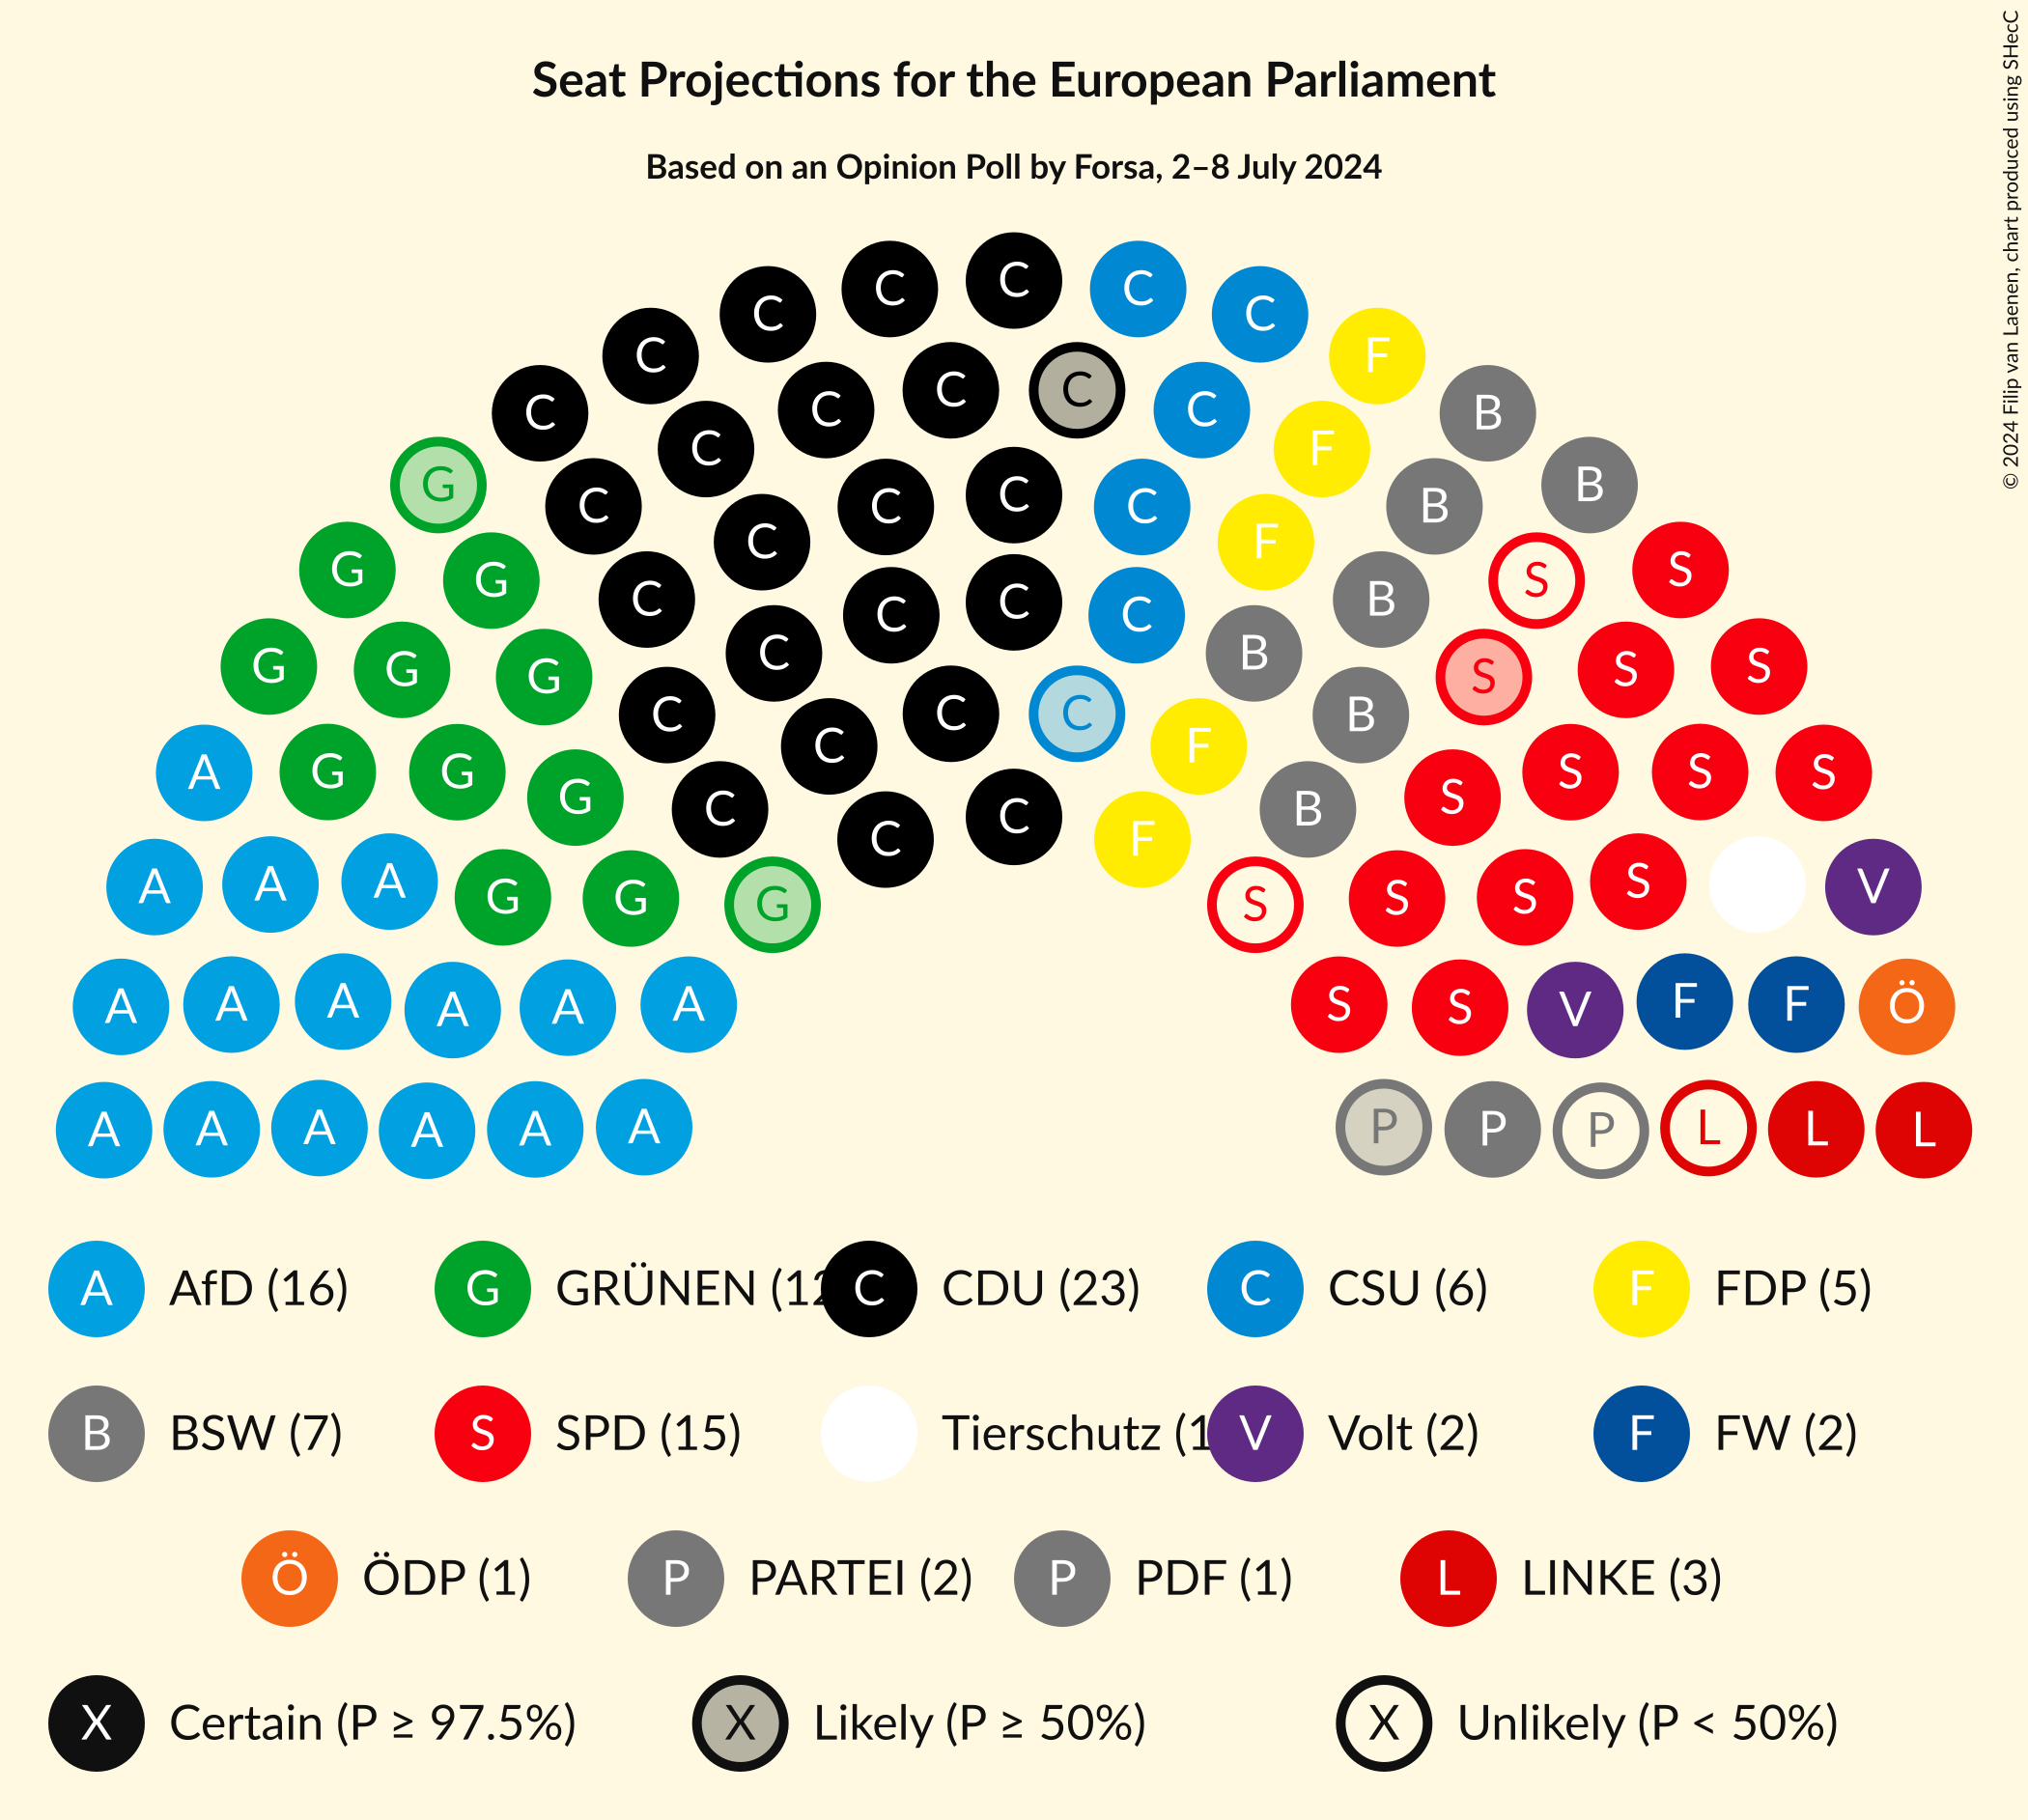 Seat Projections for the European Parliament
Based on an Opinion Poll by Forsa, 2–8 July 2024
© 2024 Filip van Laenen, chart produced using SHecC
C C C
C C
C F
C C C C C B
C F
G C C C C B B
C F
G G C C C C B S S
G G G C B S S S
C C C B
A G G C F S S S
G C C B S
C F
A A A G G G S S S S V
A A A A A A S S V F F Ö
A A A A A A P P P L L L
A AfD (16) G GRÜNEN C CDU (23) C CSU (6) F FDP (5)
B BSW (7) S SPD (15) Tierschutz (1 V Volt (2) F FW (2)
Ö ÖDP (1) P PARTEI (2) P PDF (1) L LINKE (3)
X Certain (P ≥ 97.5%) X Likely (P ≥ 50%) X Unlikely (P < 50%)